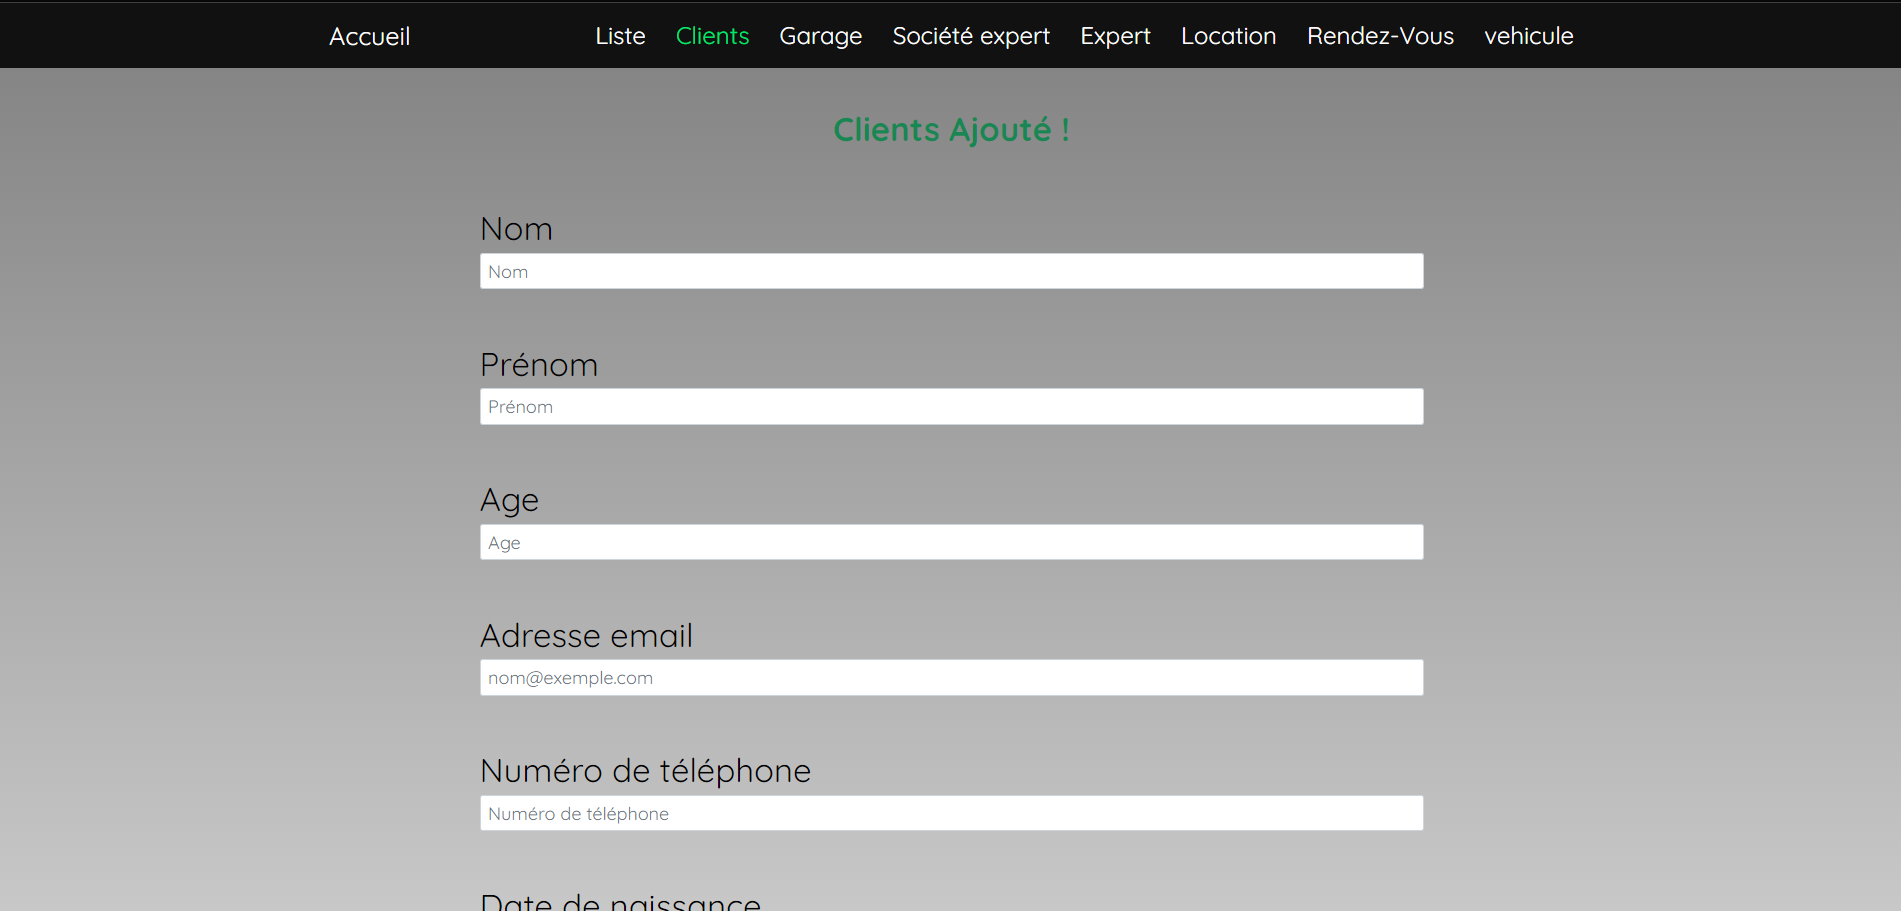 Accueil Liste Clients Garage Société expert Expert Location Rendez-Vous vehicule
Clients Ajouté !
Nom
Nom
Prénom
Prénom
Age
Age
Adresse email
nom@exemple.com
Numéro de téléphone
Numéro de téléphone
Date de naissance